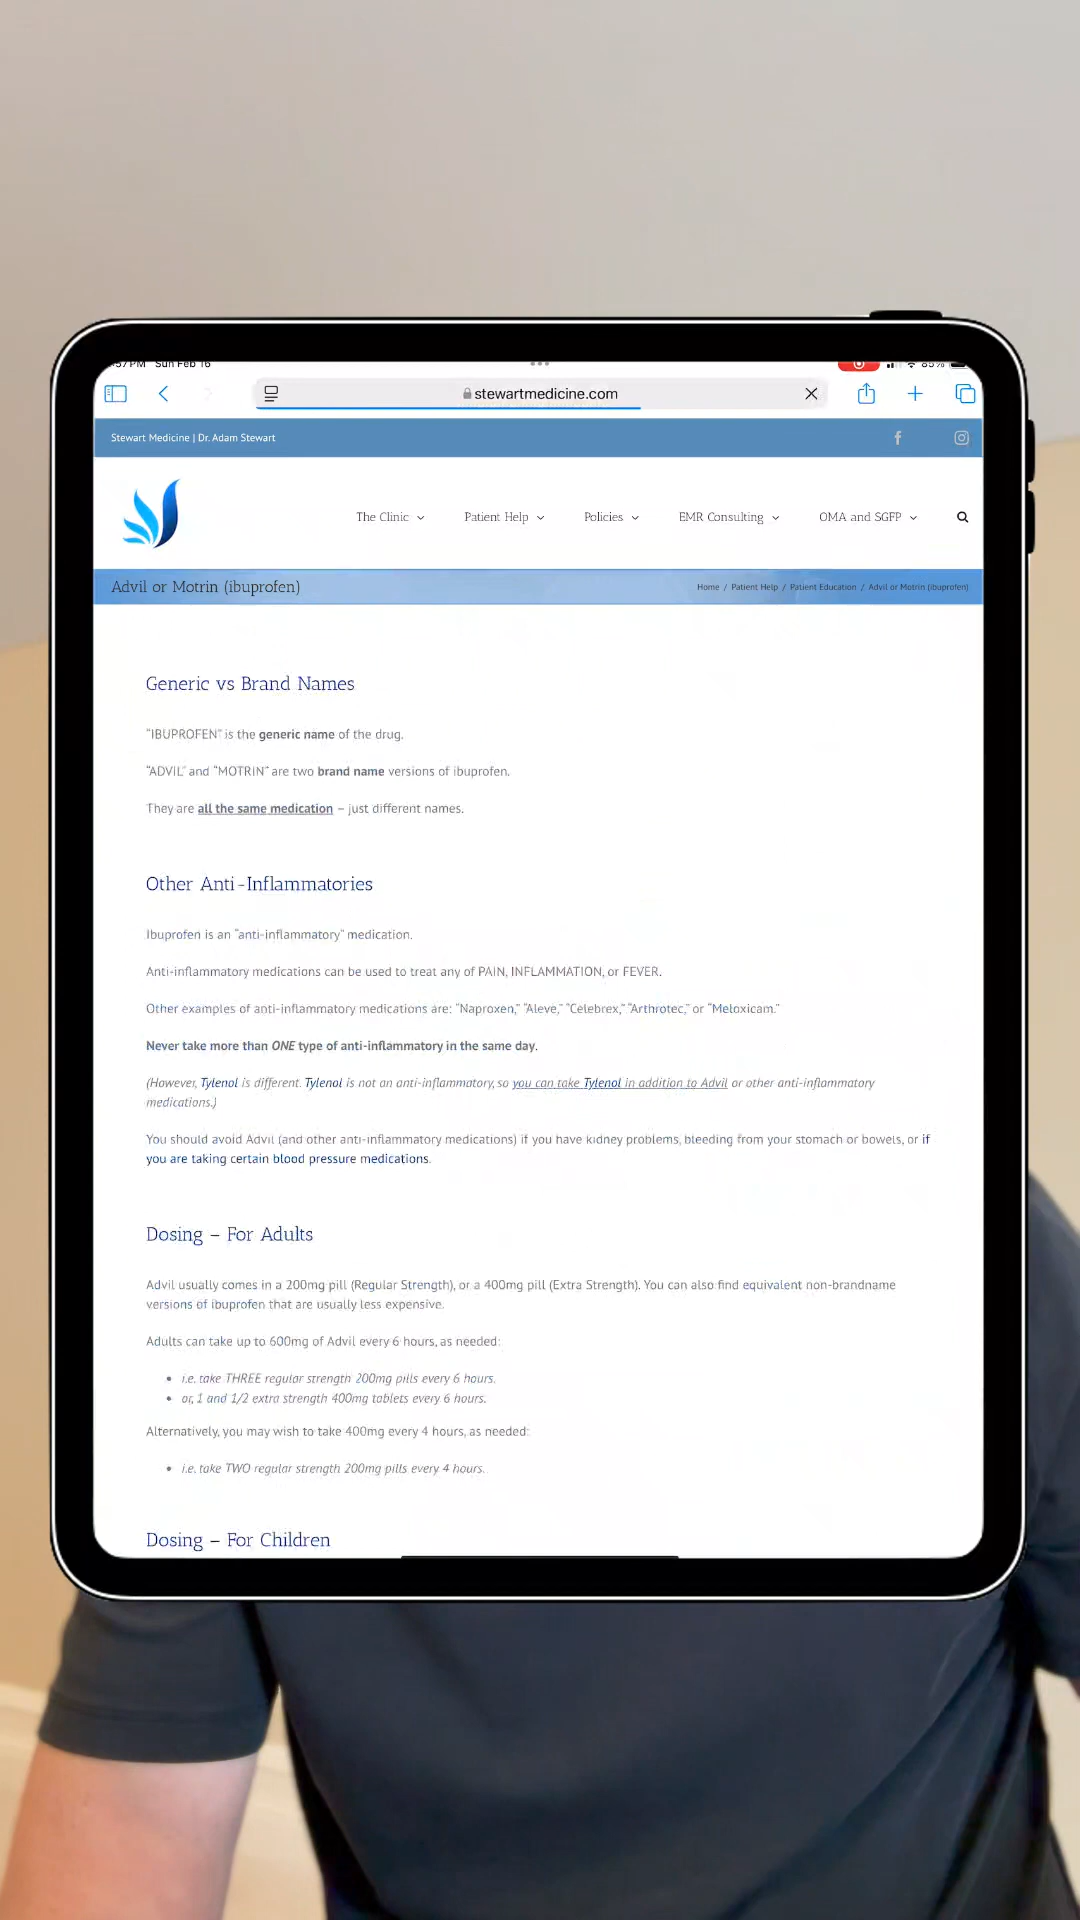 Sun Feb 16
85%
stewartmedicine.com
Stewart Medicine | Dr. Adam Stewart
The Clinic
Patient Help
Policies
EMR Consulting
OMA and SGFP
Advil or Motrin (ibuprofen)
Home / Patient Help / Patient Education / Advil or Motrin (ibuprofen)
Generic vs Brand Names
“IBUPROFEN” is the generic name of the drug.
“ADVIL” and “MOTRIN” are two brand name versions of ibuprofen.
They are all the same medication – just different names.
Other Anti-Inflammatories
Ibuprofen is an “anti-inflammatory” medication.
Anti-inflammatory medications can be used to treat any of PAIN, INFLAMMATION, or FEVER.
Other examples of anti-inflammatory medications are: “Naproxen,” “Aleve,” “Celebrex,” “Arthrotec,” or “Meloxicam.”
Never take more than ONE type of anti-inflammatory in the same day.
(However, Tylenol is different. Tylenol is not an anti-inflammatory, so you can take Tylenol in addition to Advil or other anti-inflammatory
medications.)
You should avoid Advil (and other anti-inflammatory medications) if you have kidney problems, bleeding from your stomach or bowels, or if
you are taking certain blood pressure medications.
Dosing – For Adults
Advil usually comes in a 200mg pill (Regular Strength), or a 400mg pill (Extra Strength). You can also find equivalent non-brandname
versions of ibuprofen that are usually less expensive.
Adults can take up to 600mg of Advil every 6 hours, as needed:
• i.e. take THREE regular strength 200mg pills every 6 hours.
• or, 1 and 1/2 extra strength 400mg tablets every 6 hours.
Alternatively, you may wish to take 400mg every 4 hours, as needed:
• i.e. take TWO regular strength 200mg pills every 4 hours.
Dosing – For Children